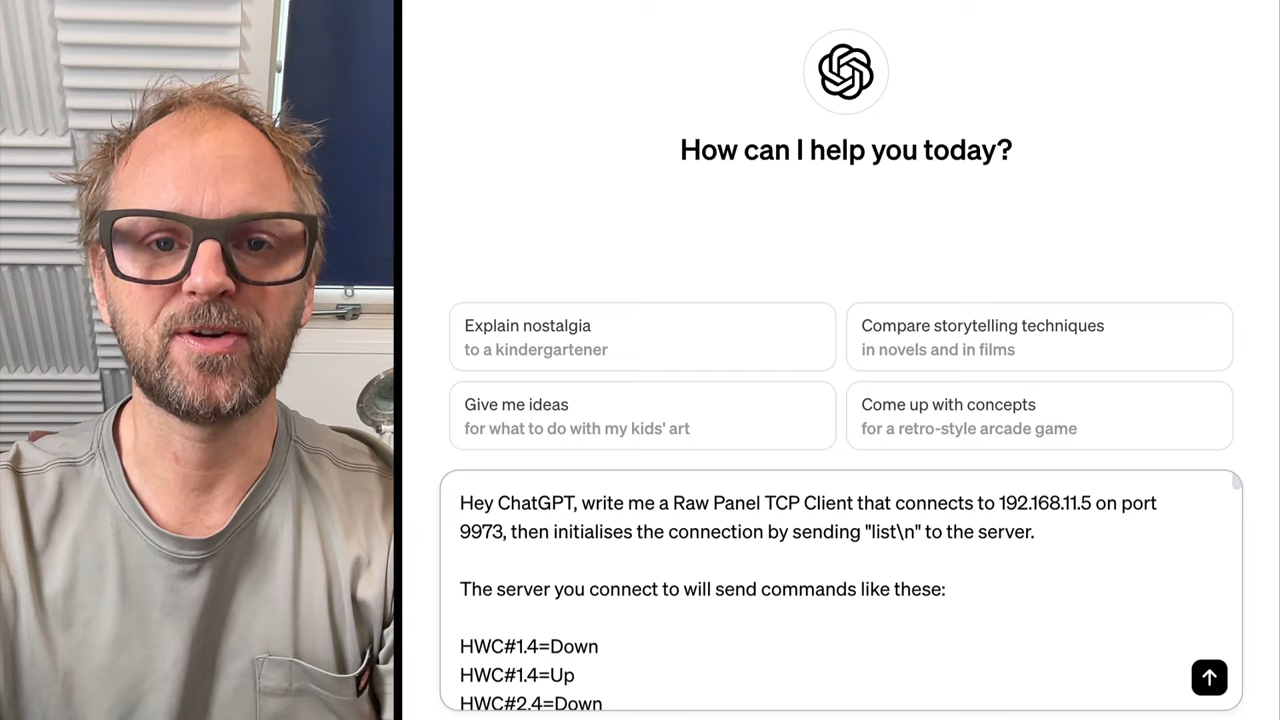 How can I help you today?
Explain nostalgia
to a kindergartener
Compare storytelling techniques
in novels and in films
Give me ideas
for what to do with my kids' art
Come up with concepts
for a retro-style arcade game
Hey ChatGPT, write me a Raw Panel TCP Client that connects to 192.168.11.5 on port
9973, then initialises the connection by sending "list\n" to the server.
The server you connect to will send commands like these:
HWC#1.4=Down
HWC#1.4=Up
HWC#2.4=Down